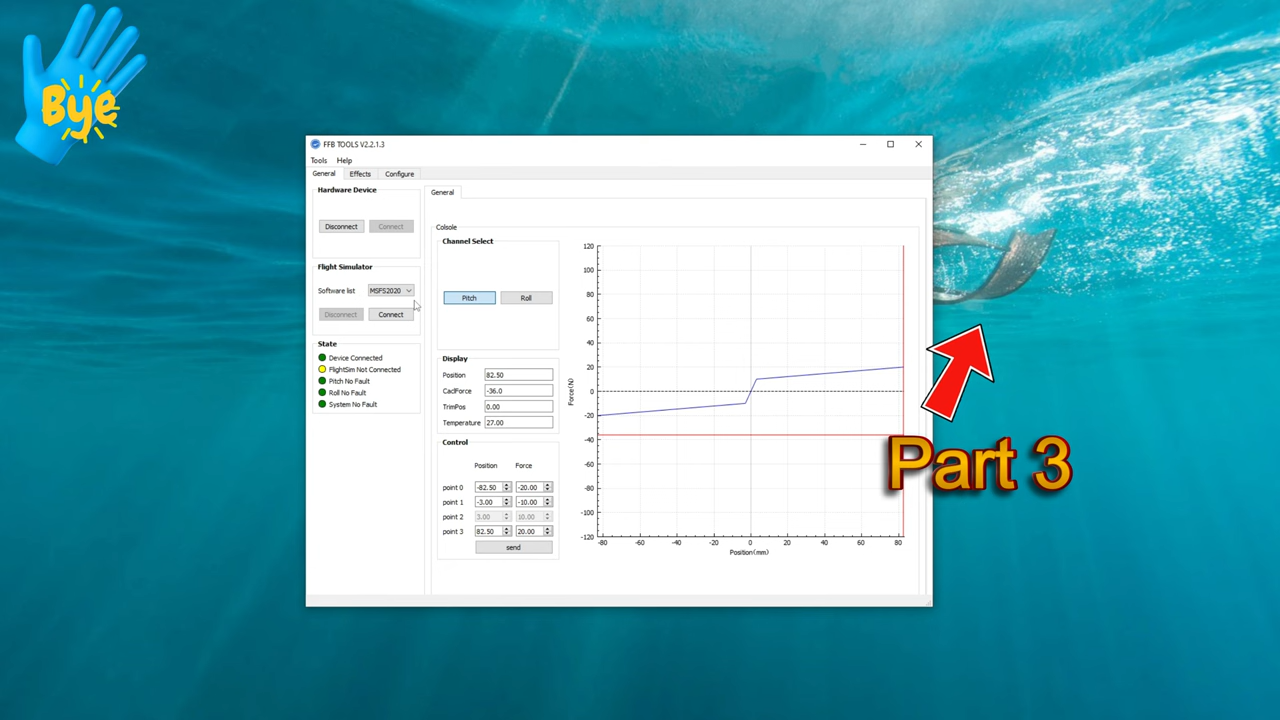 Bye
FFB TOOLS V2.2.1.3
Tools Help
General Effects Configure
Hardware Device
Disconnect Connect
Flight Simulator
Software list MSFS2020
Disconnect Connect
State
Device Connected
FlightSim Not Connected
Pitch No Fault
Roll No Fault
System No Fault
General
Colsole
Channel Select
Pitch Roll
Display
Position 82.50
CadForce -36.0
TrimPos 0.00
Temperature 27.00
Control
Position Force
point 0 -82.50 -20.00
point 1 -3.00 -10.00
point 2 3.00 10.00
point 3 82.50 20.00
send
Force(N)
120
100
80
60
40
20
0
-20
-40
-60
-80
-100
-120
-80 -60 -40 -20 0 20 40 60 80
Position(mm)
Part 3